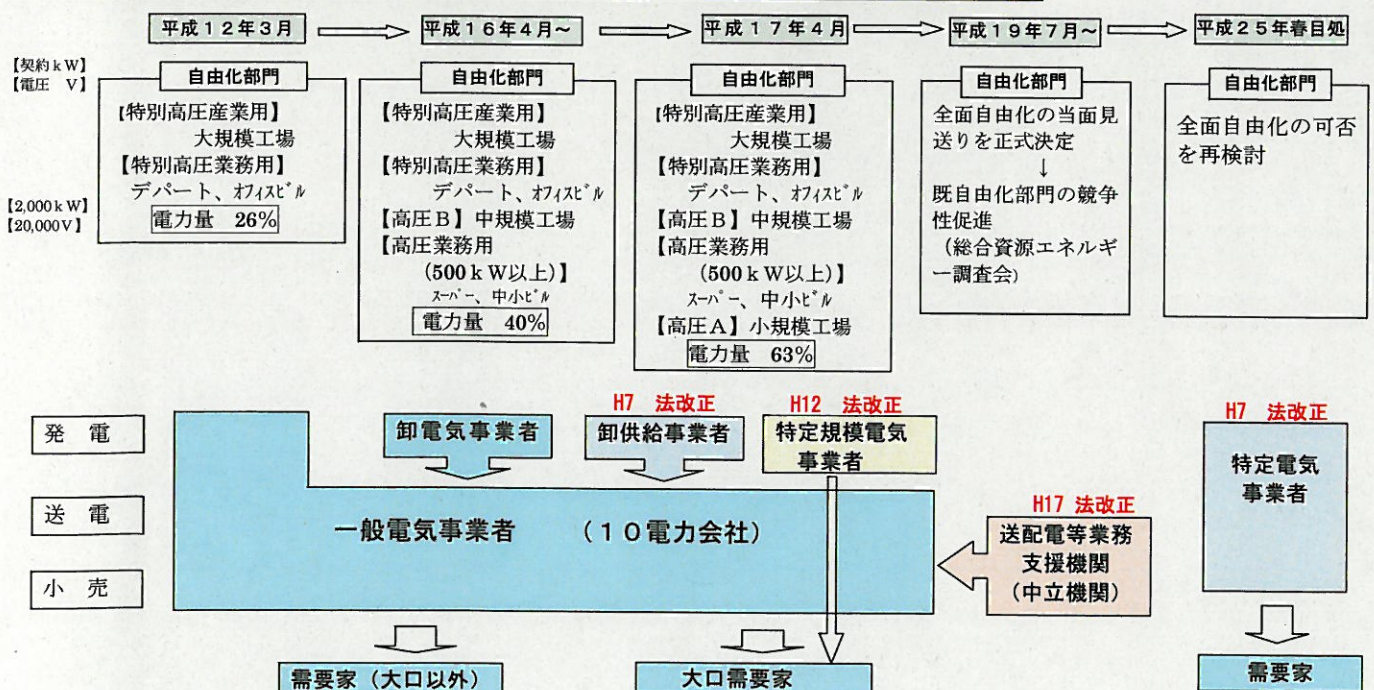 平成12年3月
平成16年4月~
平成17年4月
平成19年7月~
平成25年春目処
【契約kW】
【電圧 V】
【2,000kW】
【20,000V】
自由化部門
【特別高圧産業用】
大規模工場
【特別高圧業務用】
デパート、オフィスビル
電力量 26%
自由化部門
【特別高圧産業用】
大規模工場
【特別高圧業務用】
デパート、オフィスビル
【高圧B】中規模工場
【高圧業務用
(500kW以上)】
スーパー、中小ビル
電力量 40%
自由化部門
【特別高圧産業用】
大規模工場
【特別高圧業務用】
デパート、オフィスビル
【高圧B】中規模工場
【高圧業務用
(500kW以上)】
スーパー、中小ビル
【高圧A】小規模工場
電力量 63%
自由化部門
全面自由化の当面見
送りを正式決定
↓
既自由化部門の競争
性促進
(総合資源エネルギ
ー調査会)
自由化部門
全面自由化の可否
を再検討
発電
送電
小売
卸電気事業者
H7 法改正
卸供給事業者
H12 法改正
特定規模電気
事業者
一般電気事業者 (10電力会社)
H17 法改正
送配電等業務
支援機関
(中立機関)
H7 法改正
特定電気
事業者
需要家(大口以外)
大口需要家
需要家